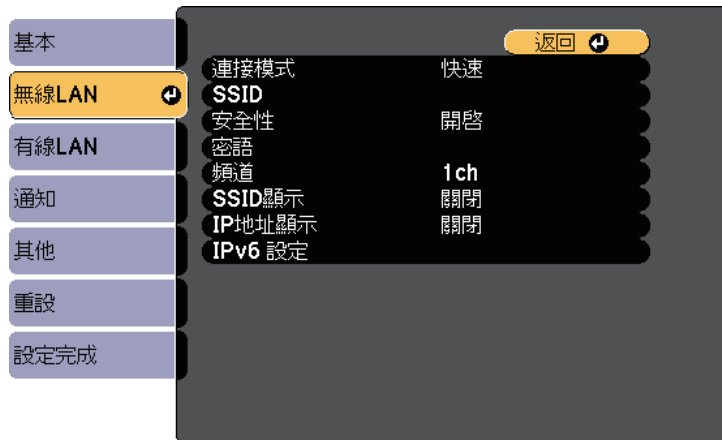 基本
無線LAN
有線LAN
通知
其他
重設
設定完成
返回
連接模式 快速
SSID
安全性 開啓
密語
頻道 1ch
SSID顯示 關閉
IP地址顯示 關閉
IPv6 設定